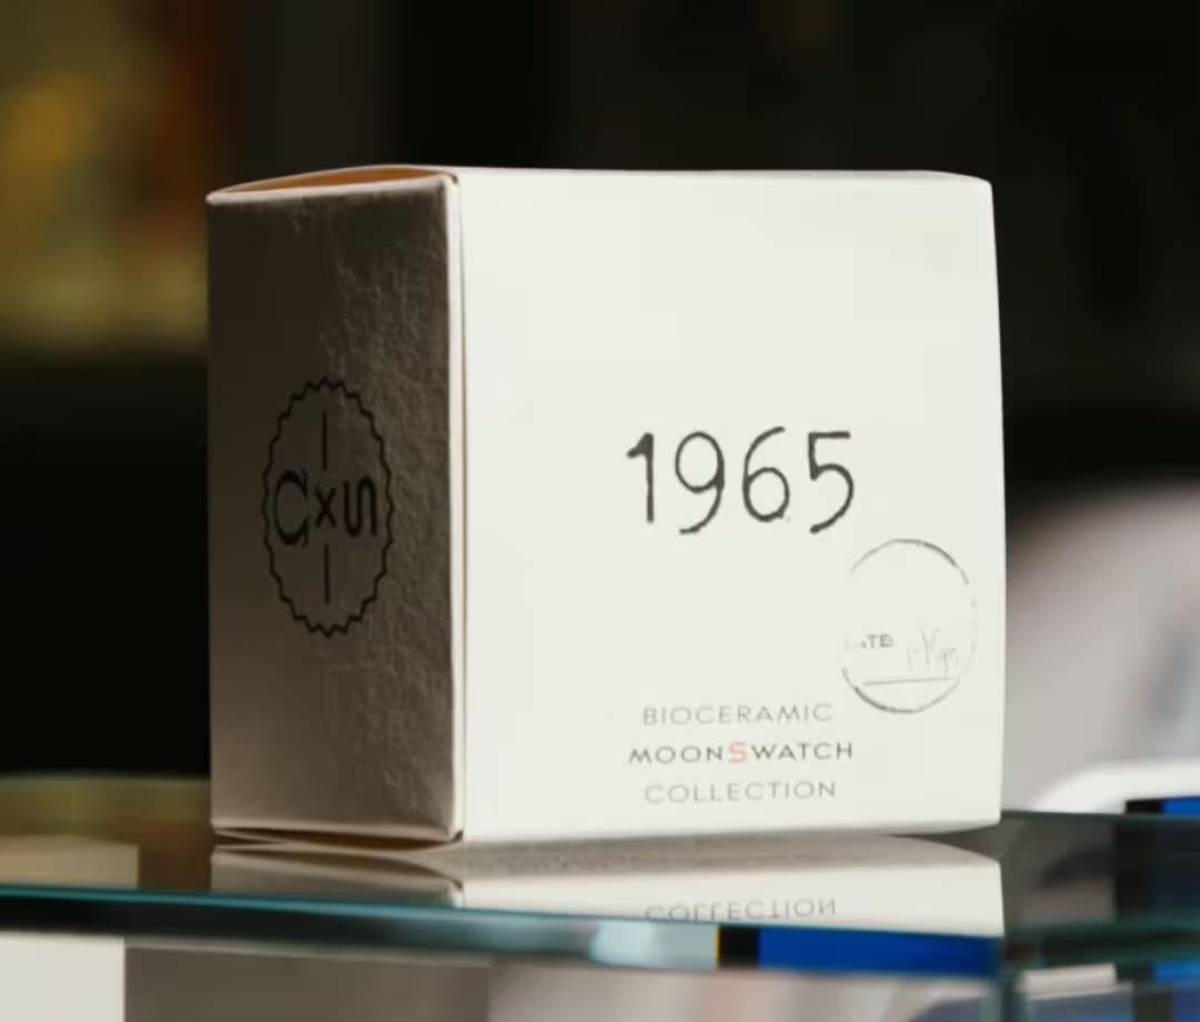 1965
BIOCERAMIC
MOONSWATCH
COLLECTION